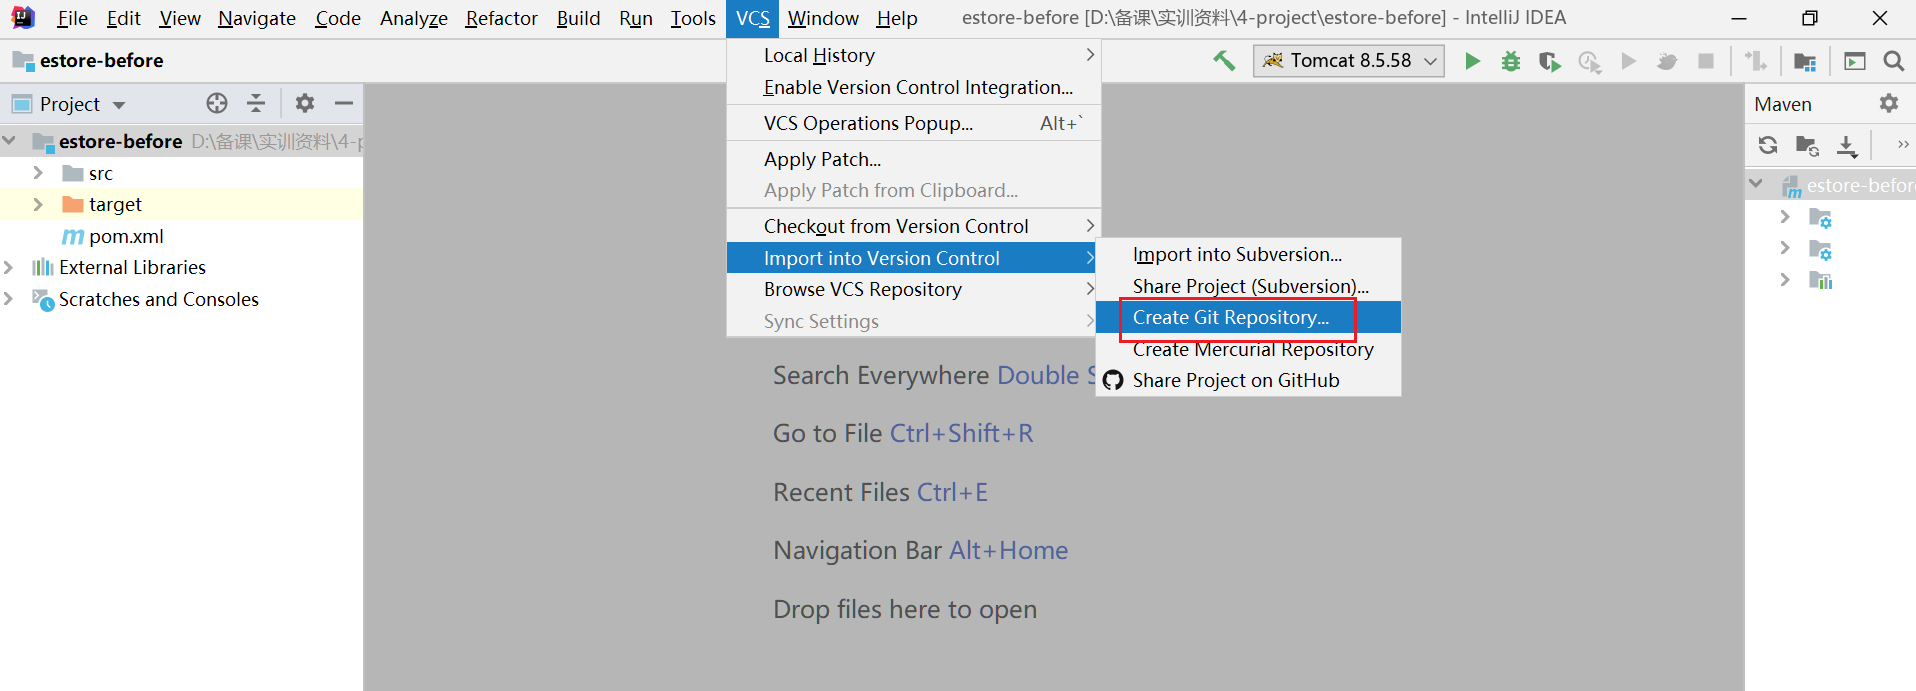 File Edit View Navigate Code Analyze Refactor Build Run Tools VCS Window Help estore-before [D:\备课\实训资料\4-project\estore-before] - IntelliJ IDEA
estore-before
Tomcat 8.5.58
Project
estore-before D:\备课\实训资料\4-p
src
target
pom.xml
External Libraries
Scratches and Consoles
Local History
Enable Version Control Integration...
VCS Operations Popup... Alt+`
Apply Patch...
Apply Patch from Clipboard...
Checkout from Version Control
Import into Version Control
Browse VCS Repository
Sync Settings
Import into Subversion...
Share Project (Subversion)...
Create Git Repository...
Create Mercurial Repository
Share Project on GitHub
Search Everywhere Double S
Go to File Ctrl+Shift+R
Recent Files Ctrl+E
Navigation Bar Alt+Home
Drop files here to open
Maven
estore-before